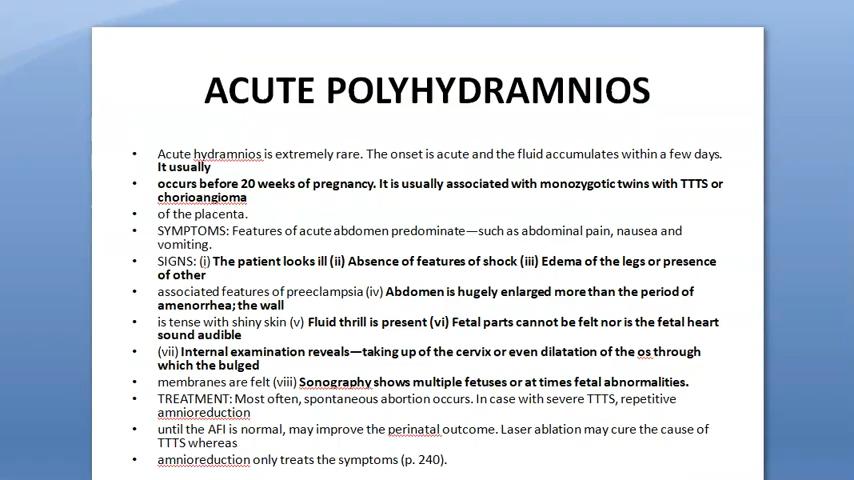 ACUTE POLYHYDRAMNIOS
• Acute hydramnios is extremely rare. The onset is acute and the fluid accumulates within a few days.
It usually
• occurs before 20 weeks of pregnancy. It is usually associated with monozygotic twins with TTTS or
chorioangioma
• of the placenta.
• SYMPTOMS: Features of acute abdomen predominate—such as abdominal pain, nausea and
vomiting.
• SIGNS: (i) The patient looks ill (ii) Absence of features of shock (iii) Edema of the legs or presence
of other
• associated features of preeclampsia (iv) Abdomen is hugely enlarged more than the period of
amenorrhea; the wall
• is tense with shiny skin (v) Fluid thrill is present (vi) Fetal parts cannot be felt nor is the fetal heart
sound audible
• (vii) Internal examination reveals—taking up of the cervix or even dilatation of the os through
which the bulged
• membranes are felt (viii) Sonography shows multiple fetuses or at times fetal abnormalities.
• TREATMENT: Most often, spontaneous abortion occurs. In case with severe TTTS, repetitive
amnioreduction
• until the AFI is normal, may improve the perinatal outcome. Laser ablation may cure the cause of
TTTS whereas
• amnioreduction only treats the symptoms (p. 240).